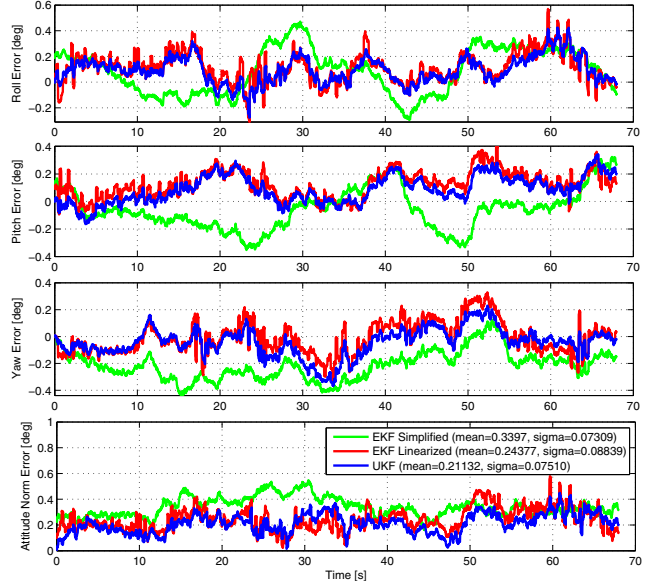 0.6
0.4
0.2
0
−0.2
Roll Error [deg]
0 10 20 30 40 50 60 70
0.4
0.2
0
−0.2
−0.4
Pitch Error [deg]
0 10 20 30 40 50 60 70
0.4
0.2
0
−0.2
−0.4
Yaw Error [deg]
0 10 20 30 40 50 60 70
1
0.8
0.6
0.4
0.2
0
Attitude Norm Error [deg]
EKF Simplified (mean=0.3397, sigma=0.07309)
EKF Linearized (mean=0.24377, sigma=0.08839)
UKF (mean=0.21132, sigma=0.07510)
0 10 20 30 40 50 60 70
Time [s]